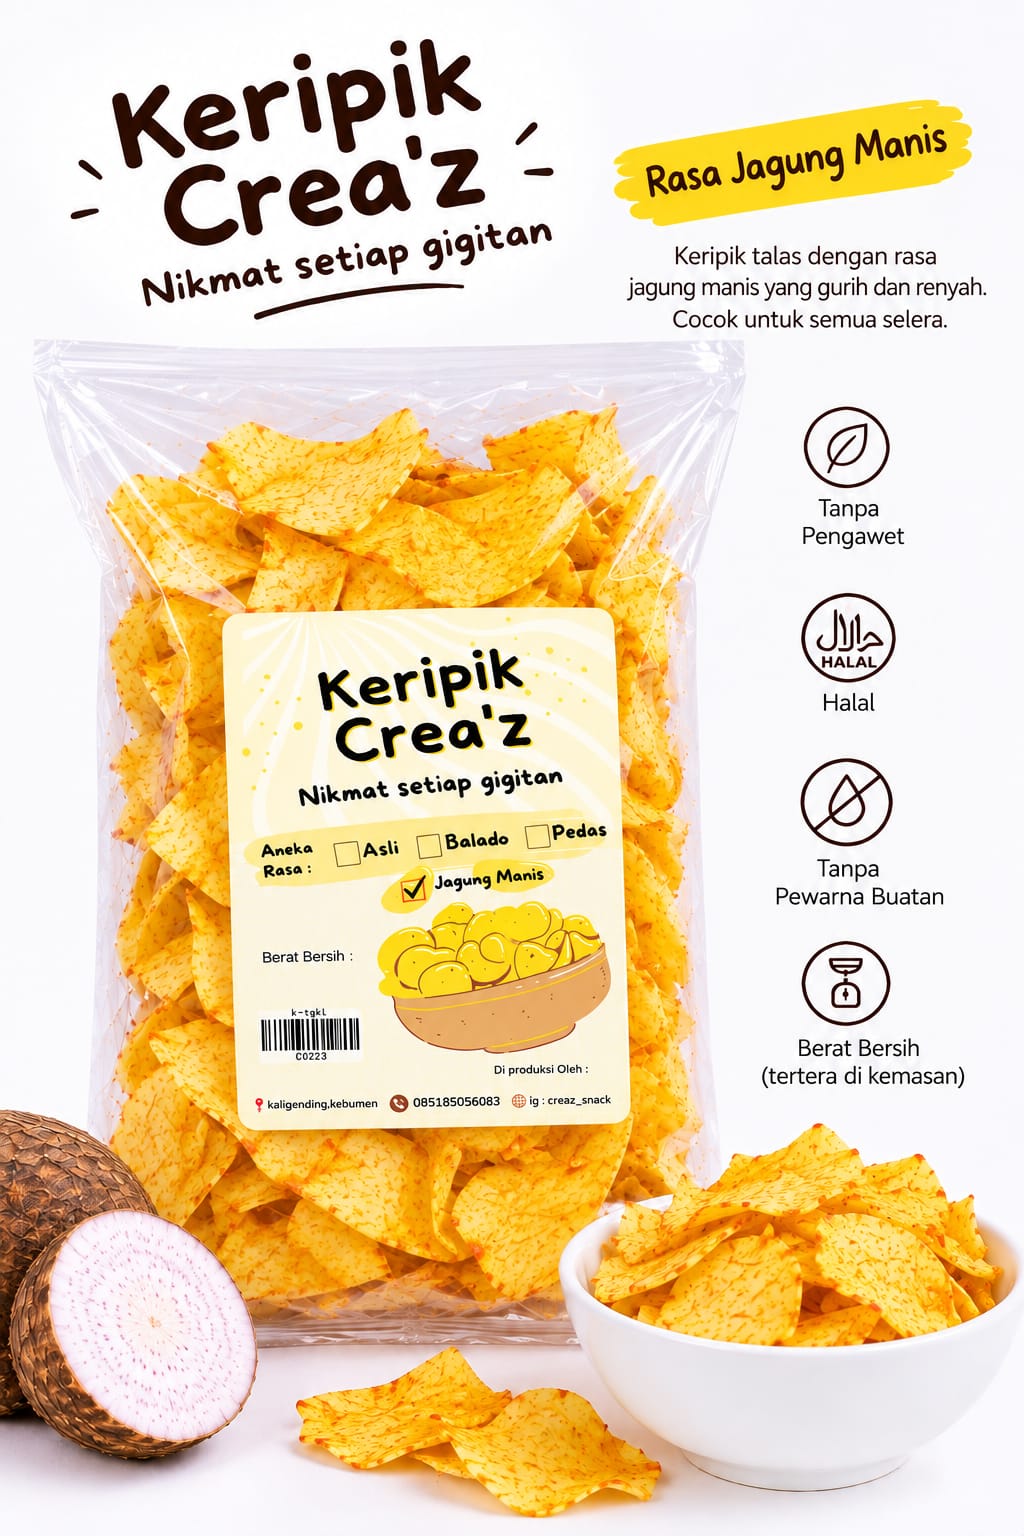 Keripik
Crea'z
Nikmat setiap gigitan
Rasa Jagung Manis
Keripik talas dengan rasa
jagung manis yang gurih dan renyah.
Cocok untuk semua selera.
Tanpa
Pengawet
حلال
HALAL
Halal
Tanpa
Pewarna Buatan
Berat Bersih
(tertera di kemasan)
Keripik
Crea'z
Nikmat setiap gigitan
Aneka
Rasa :
Asli
Balado
Pedas
Jagung Manis
Berat Bersih :
k-tgkl
C0223
Di produksi Oleh :
kaligending,kebumen
085185056083
ig : creaz_snack